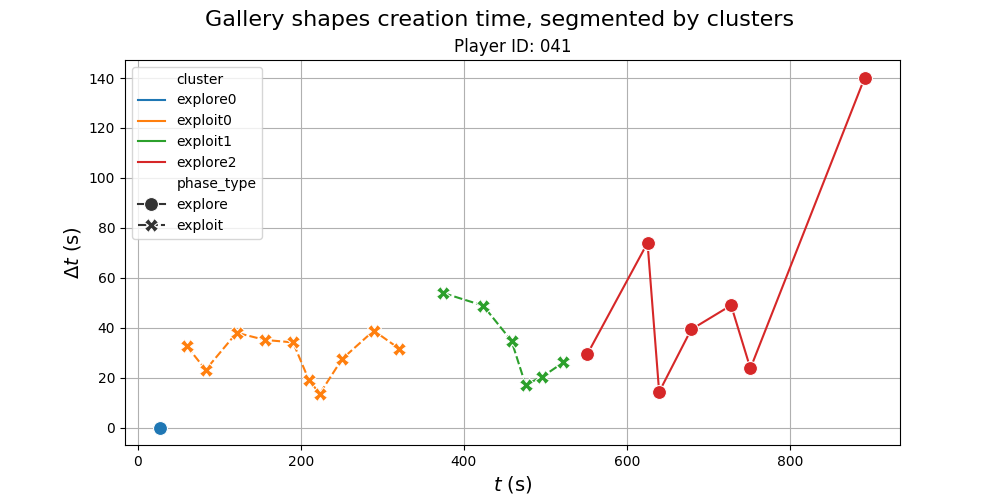 Gallery shapes creation time, segmented by clusters
Player ID: 041
cluster
explore0
exploit0
exploit1
explore2
phase_type
explore
exploit
Δt (s)
140
120
100
80
60
40
20
0
0 200 400 600 800
t (s)